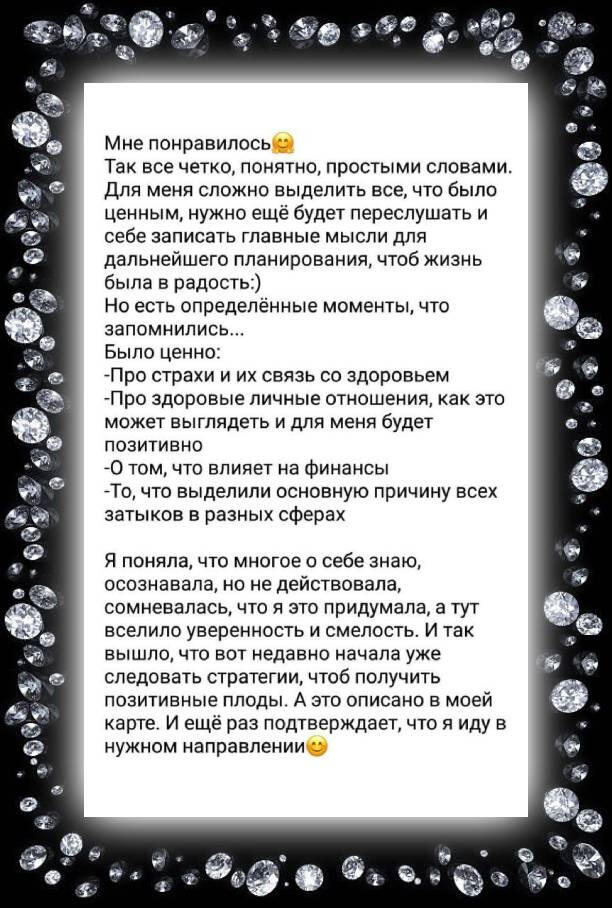 Мне понравилось🤗
Так все четко, понятно, простыми словами.
Для меня сложно выделить все, что было
ценным, нужно ещё будет переслушать и
себе записать главные мысли для
дальнейшего планирования, чтоб жизнь
была в радость:)
Но есть определённые моменты, что
запомнились...
Было ценно:
-Про страхи и их связь со здоровьем
-Про здоровые личные отношения, как это
может выглядеть и для меня будет
позитивно
-О том, что влияет на финансы
-То, что выделили основную причину всех
затыков в разных сферах
Я поняла, что многое о себе знаю,
осознавала, но не действовала,
сомневалась, что я это придумала, а тут
вселило уверенность и смелость. И так
вышло, что вот недавно начала уже
следовать стратегии, чтоб получить
позитивные плоды. А это описано в моей
карте. И ещё раз подтверждает, что я иду в
нужном направлении😊